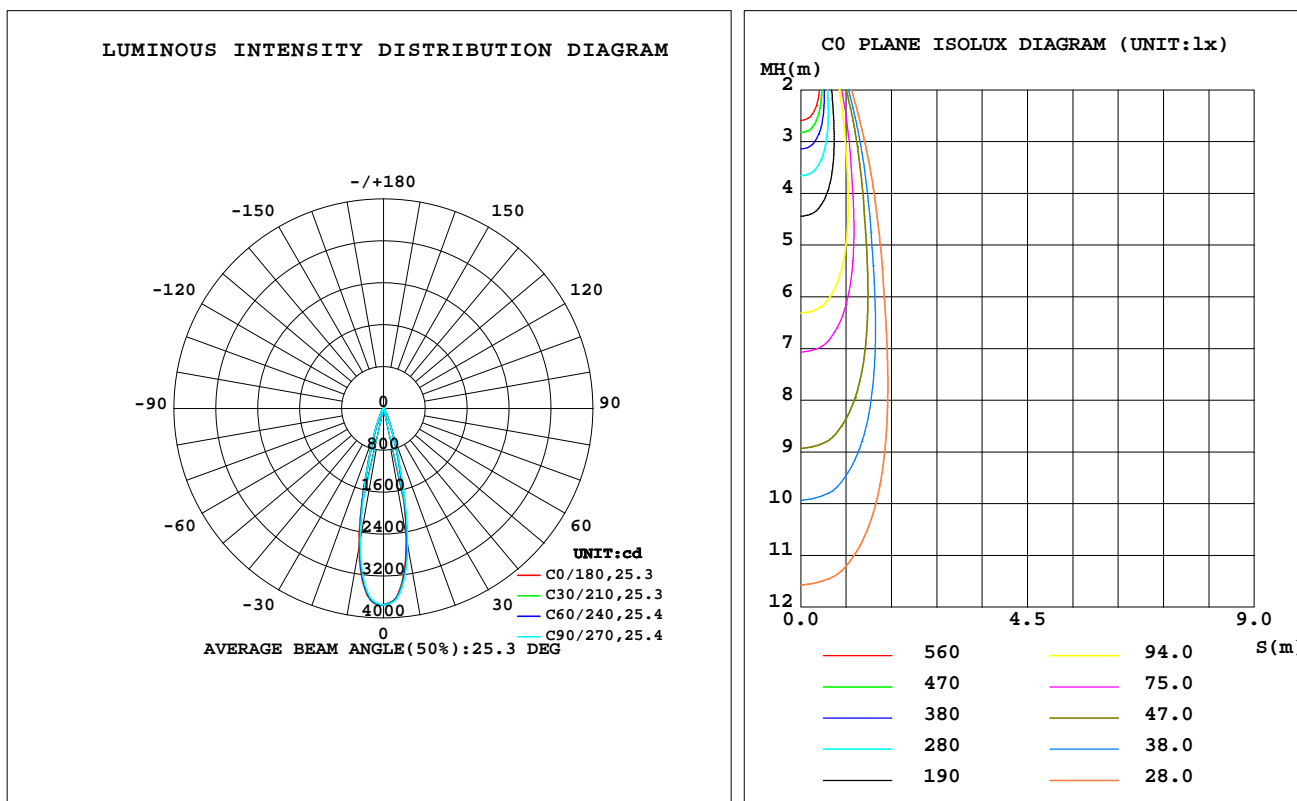 LUMINOUS INTENSITY DISTRIBUTION DIAGRAM
-/+180
-150 150
-120 120
-90 0 90
800
1600
-60 2400 60
3200
-30 4000 30
0
UNIT:cd
C0/180,25.3
C30/210,25.3
C60/240,25.4
C90/270,25.4
AVERAGE BEAM ANGLE(50%):25.3 DEG
C0 PLANE ISOLUX DIAGRAM (UNIT:lx)
MH(m)
2
3
4
5
6
7
8
9
10
11
12
0.0 4.5 9.0
S(m)
560 94.0
470 75.0
380 47.0
280 38.0
190 28.0